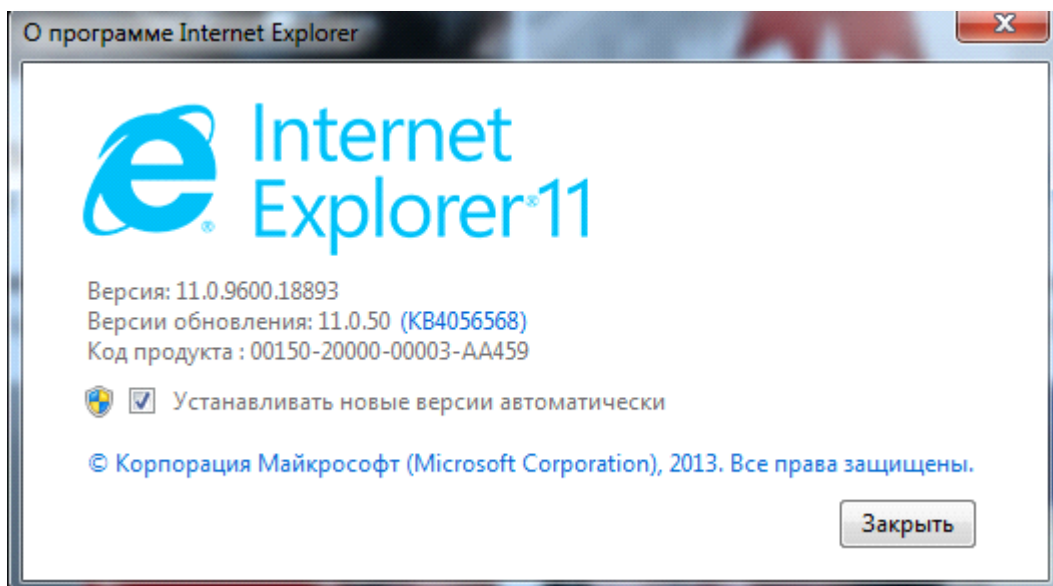 О программе Internet Explorer
Internet
Explorer®11
Версия: 11.0.9600.18893
Версии обновления: 11.0.50 (KB4056568)
Код продукта : 00150-20000-00003-AA459
Устанавливать новые версии автоматически
© Корпорация Майкрософт (Microsoft Corporation), 2013. Все права защищены.
Закрыть